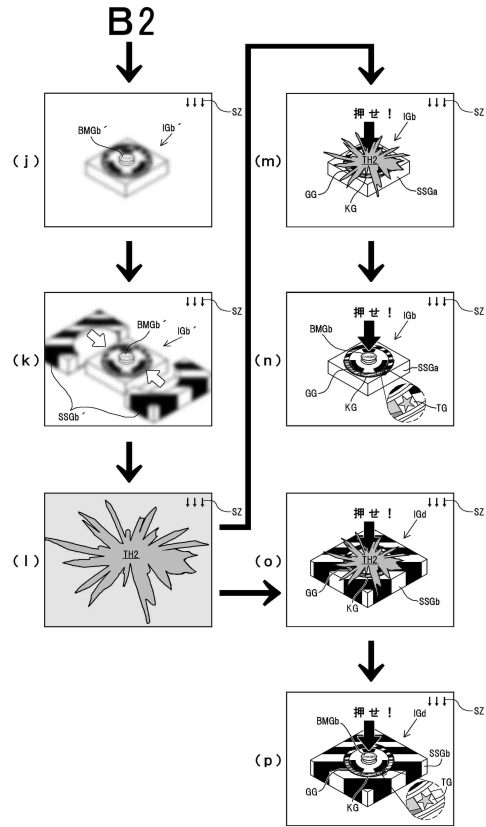 B2
(j)
↓↓↓ SZ
BMGb´
IGb´
(k)
↓↓↓ SZ
BMGb´
IGb´
SSGb´
(l)
↓↓↓ SZ
TH2
(m)
押せ！
↓↓↓ SZ
IGb
TH2
GG
KG
SSGa
(n)
押せ！
↓↓↓ SZ
BMGb
IGb
SSGa
GG
KG
TG
(o)
押せ！
↓↓↓ SZ
IGd
TH2
GG
KG
SSGb
(p)
押せ！
↓↓↓ SZ
BMGb
IGd
SSGb
GG
KG
TG